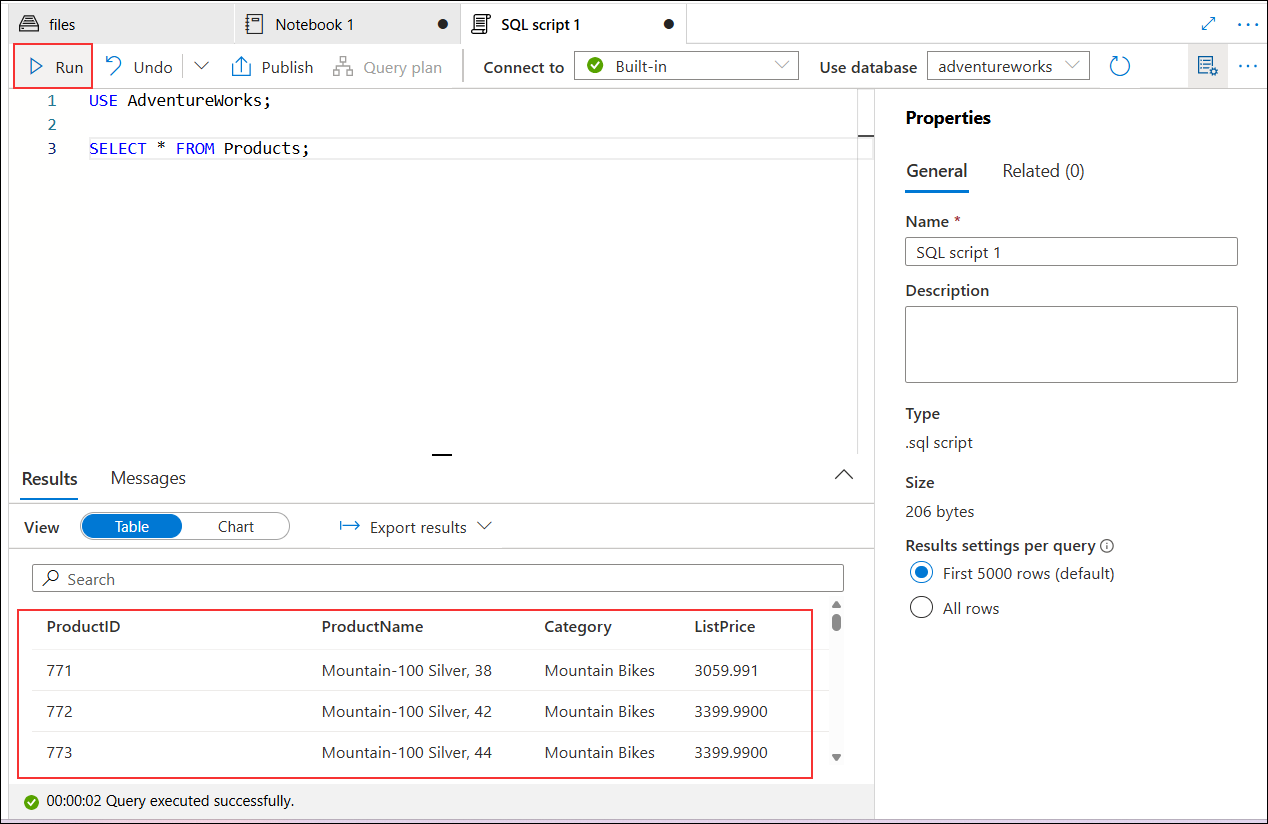 files
Notebook 1
SQL script 1
Run
Undo
Publish
Query plan
Connect to
Built-in
Use database
adventureworks
1 USE AdventureWorks;
2
3 SELECT * FROM Products;
Properties
General Related (0)
Name *
SQL script 1
Description
Type
.sql script
Size
206 bytes
Results settings per query
First 5000 rows (default)
All rows
Results Messages
View Table Chart Export results
Search
ProductID ProductName Category ListPrice
771 Mountain-100 Silver, 38 Mountain Bikes 3059.991
772 Mountain-100 Silver, 42 Mountain Bikes 3399.9900
773 Mountain-100 Silver, 44 Mountain Bikes 3399.9900
00:00:02 Query executed successfully.